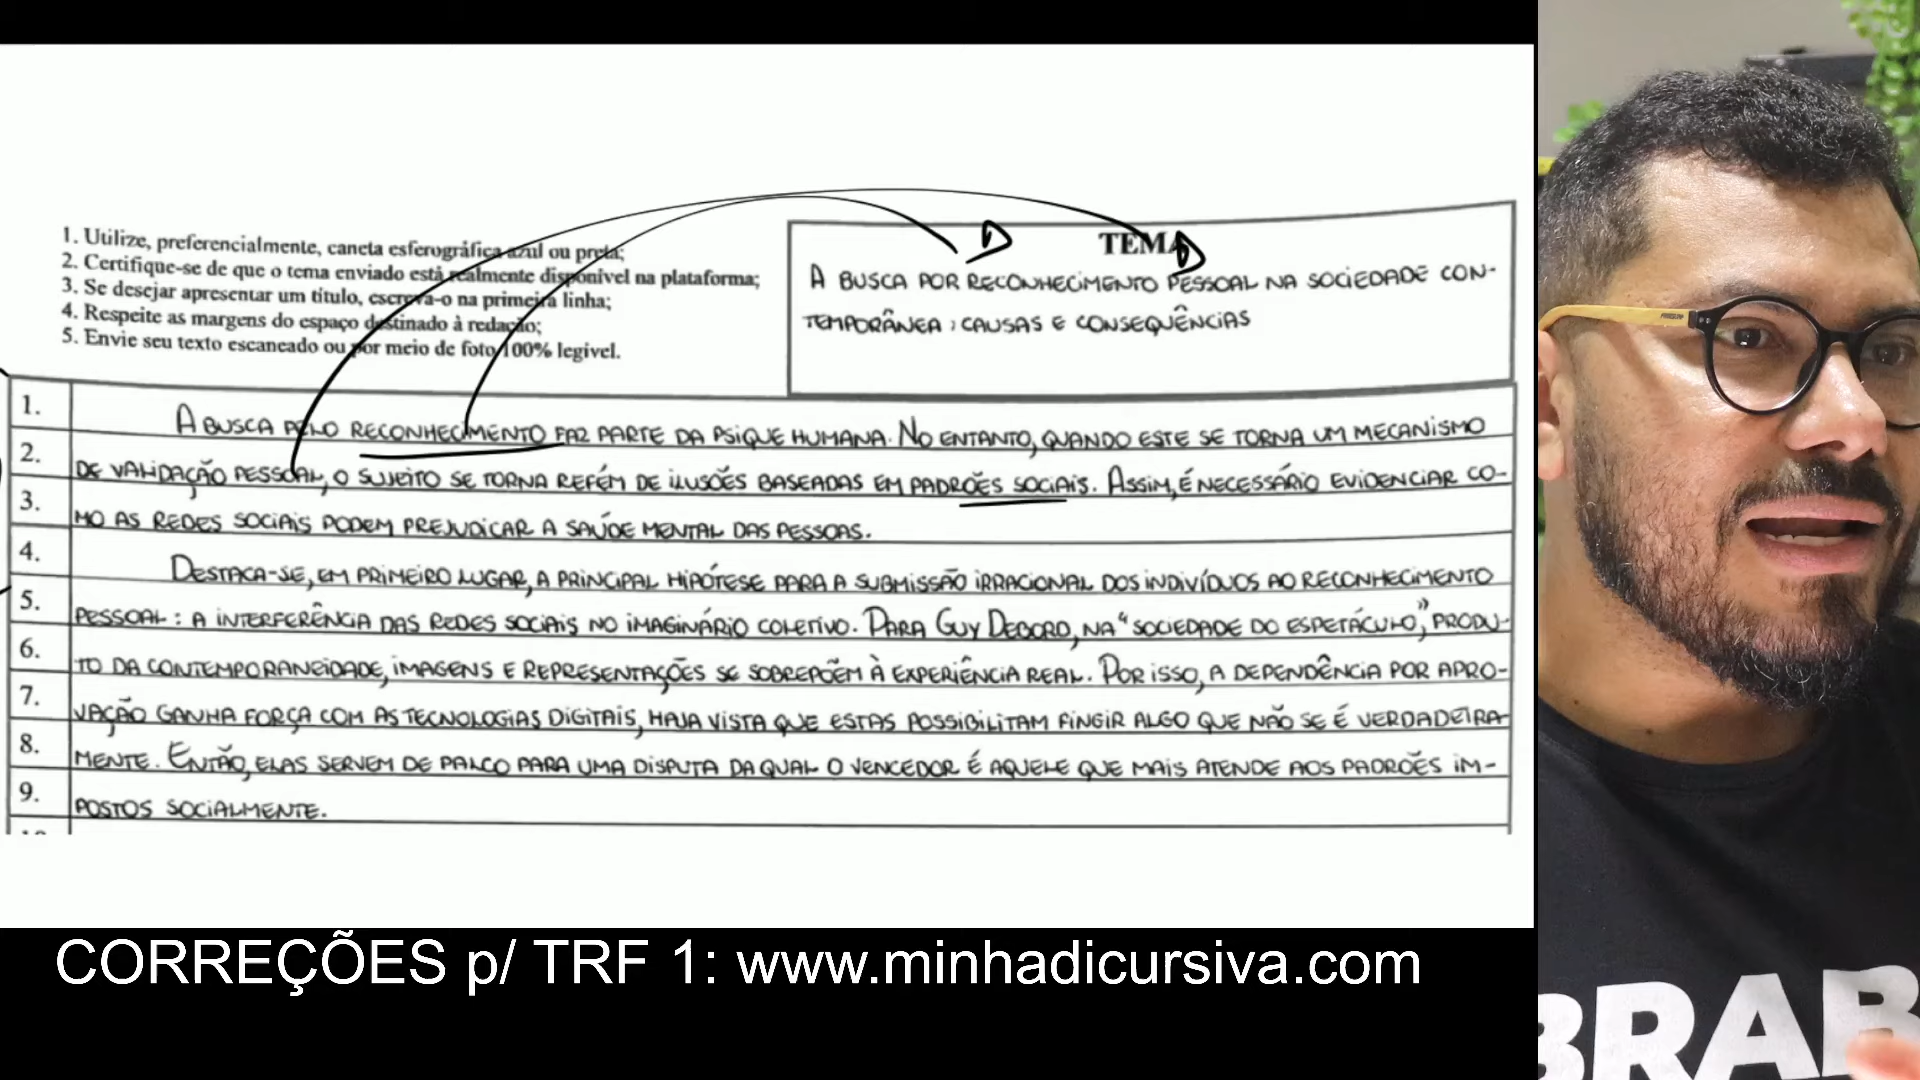 1. Utilize, preferencialmente, caneta esferográfica azul ou preta;
2. Certifique-se de que o tema enviado está realmente disponível na plataforma;
3. Se desejar apresentar um título, escreva-o na primeira linha;
4. Respeite as margens do espaço destinado à redação;
5. Envie seu texto escaneado ou por meio de foto 100% legível.
TEMA
A BUSCA POR RECONHECIMENTO PESSOAL NA SOCIEDADE CON-
TEMPORÂNEA: CAUSAS E CONSEQUÊNCIAS
1. A BUSCA PELO RECONHECIMENTO FAZ PARTE DA PSIQUE HUMANA. NO ENTANTO, QUANDO ESTE SE TORNA UM MECANISMO
2. DE VALIDAÇÃO PESSOAL, O SUJEITO SE TORNA REFÉM DE ILUSÕES BASEADAS EM PADRÕES SOCIAIS. ASSIM, É NECESSÁRIO EVIDENCIAR CO-
3. MO AS REDES SOCIAIS PODEM PREJUDICAR A SAÚDE MENTAL DAS PESSOAS.
4. DESTACA-SE, EM PRIMEIRO LUGAR, A PRINCIPAL HIPÓTESE PARA A SUBMISSÃO IRRACIONAL DOS INDIVÍDUOS AO RECONHECIMENTO
5. PESSOAL: A INTERFERÊNCIA DAS REDES SOCIAIS NO IMAGINÁRIO COLETIVO. PARA GUY DEBORD, NA "SOCIEDADE DO ESPETÁCULO", PRODU-
6. TO DA CONTEMPORANEIDADE, IMAGENS E REPRESENTAÇÕES SE SOBREPÕEM À EXPERIÊNCIA REAL. POR ISSO, A DEPENDÊNCIA POR APRO-
7. VAÇÃO GANHA FORÇA COM AS TECNOLOGIAS DIGITAIS, HAJA VISTA QUE ESTAS POSSIBILITAM FINGIR ALGO QUE NÃO SE É VERDADEIRA-
8. MENTE. ENTÃO, ELAS SERVEM DE PALCO PARA UMA DISPUTA DA QUAL O VENCEDOR É AQUELE QUE MAIS ATENDE AOS PADRÕES IM-
9. POSTOS SOCIALMENTE.
CORREÇÕES p/ TRF 1: www.minhadicursiva.com